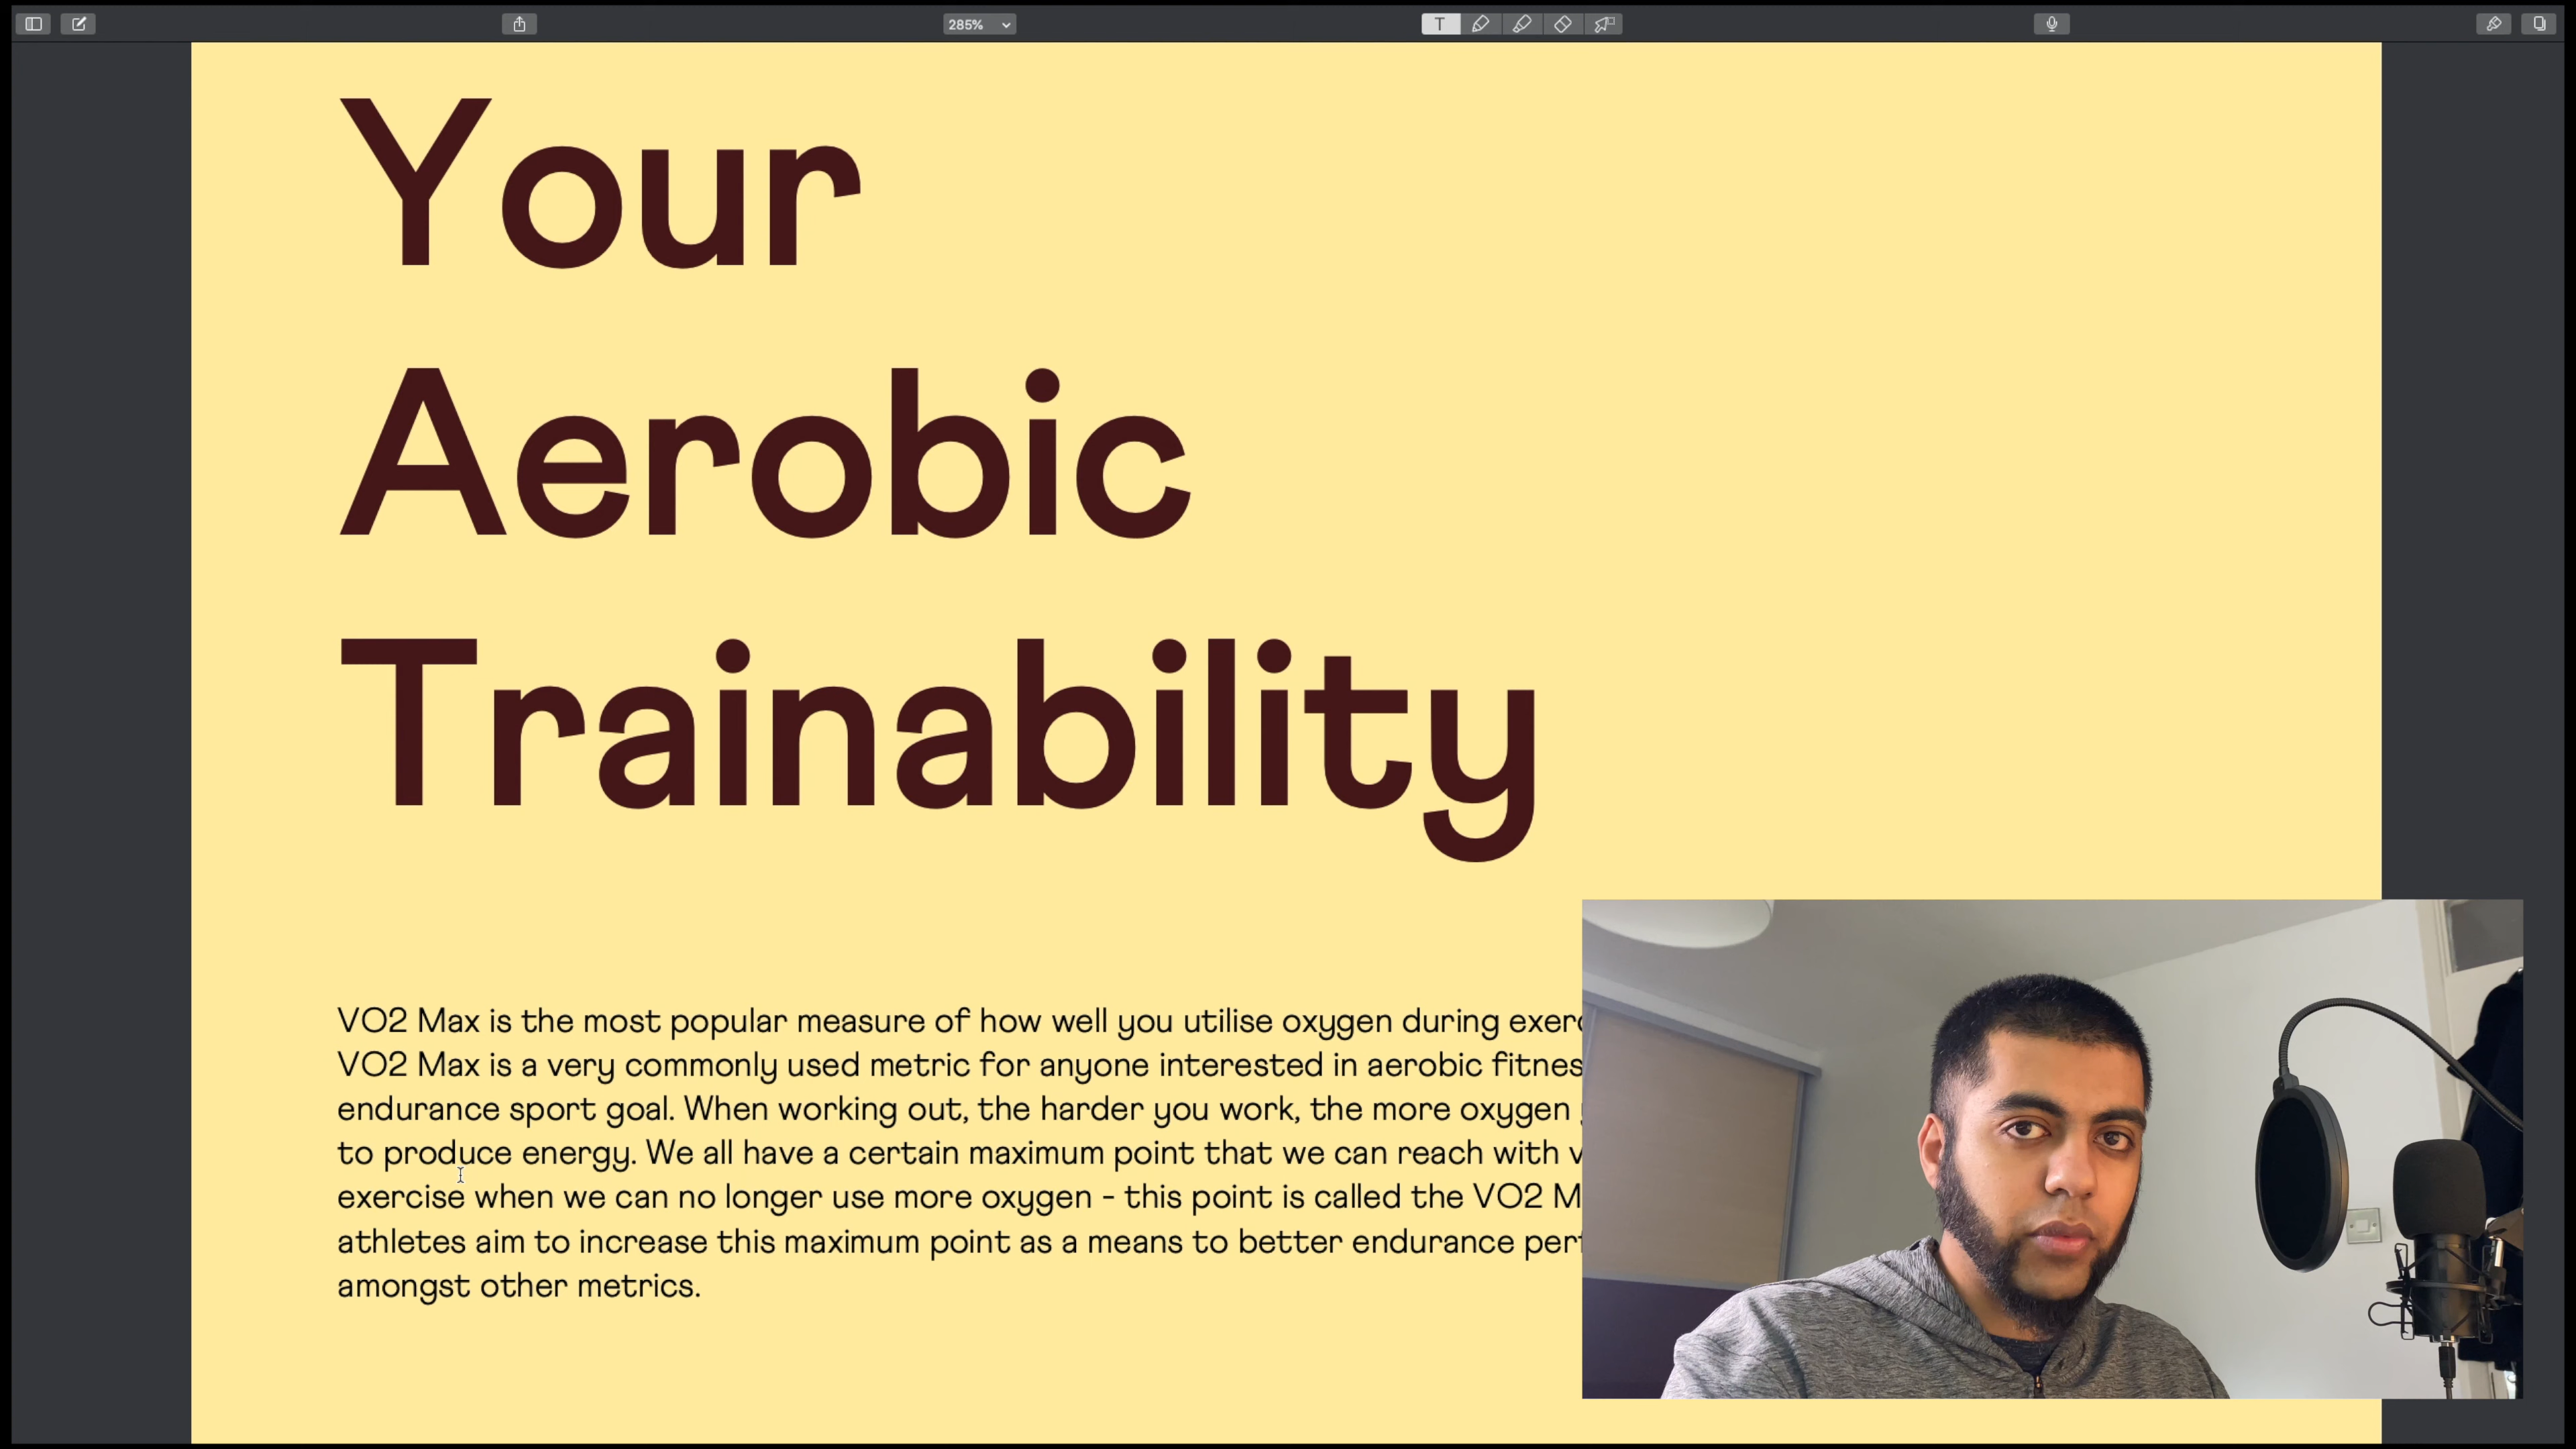 285%
T
Your
Aerobic
Trainability
VO2 Max is the most popular measure of how well you utilise oxygen during
VO2 Max is a very commonly used metric for anyone interested in aerobic
endurance sport goal. When working out, the harder you work, the more oxygen
to produce energy. We all have a certain maximum point that we can reach with
exercise when we can no longer use more oxygen - this point is called the VO2
athletes aim to increase this maximum point as a means to better endurance
amongst other metrics.